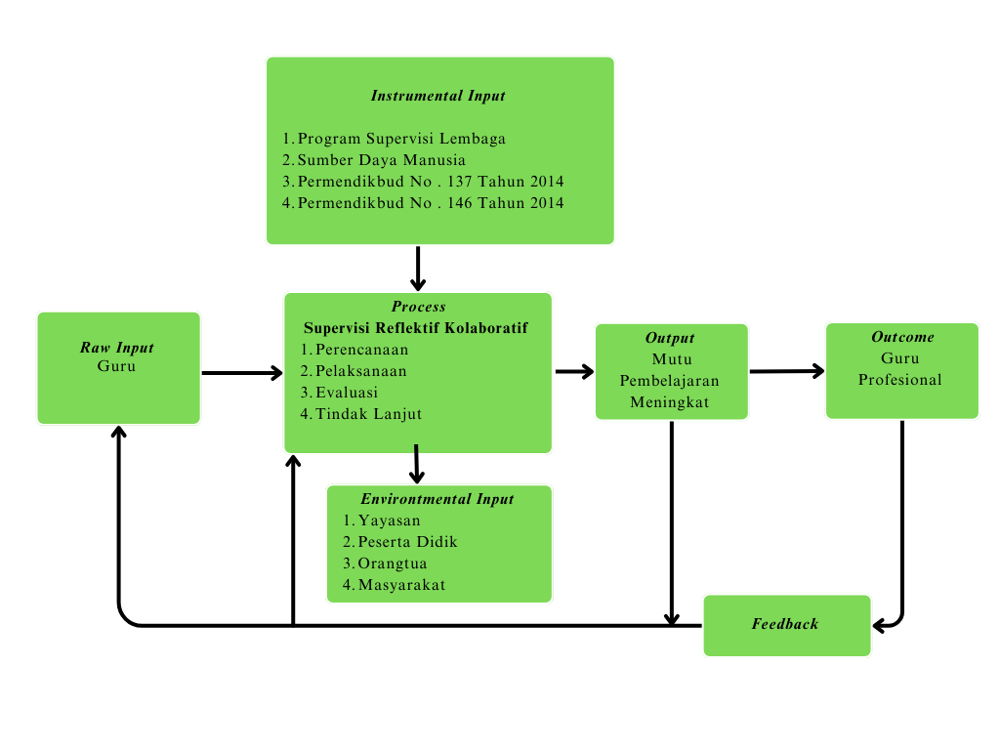 Instrumental Input
1. Program Supervisi Lembaga
2. Sumber Daya Manusia
3. Permendikbud No . 137 Tahun 2014
4. Permendikbud No . 146 Tahun 2014
Raw Input
Guru
Process
Supervisi Reflektif Kolaboratif
1. Perencanaan
2. Pelaksanaan
3. Evaluasi
4. Tindak Lanjut
Output
Mutu
Pembelajaran
Meningkat
Outcome
Guru
Profesional
Environtmental Input
1. Yayasan
2. Peserta Didik
3. Orangtua
4. Masyarakat
Feedback